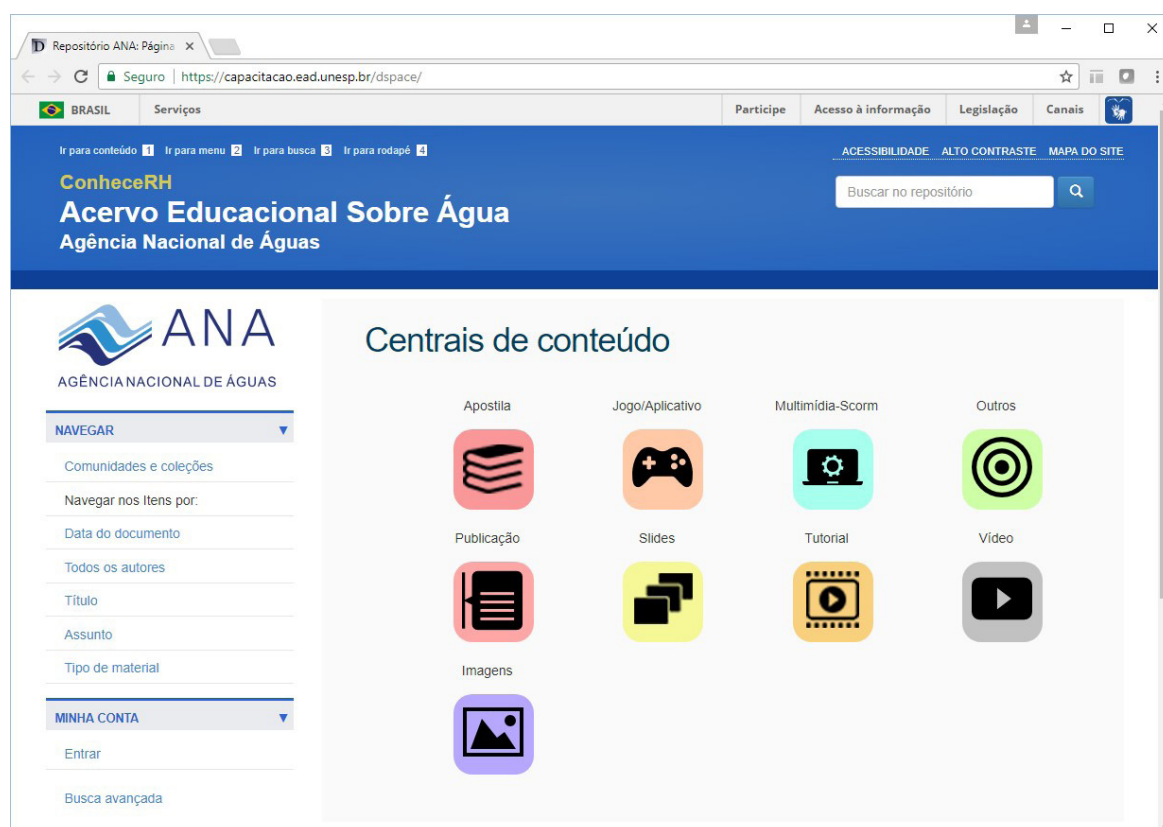 Repositório ANA: Página
Seguro | https://capacitacao.ead.unesp.br/dspace/
BRASIL Serviços Participe Acesso à informação Legislação Canais
Ir para conteúdo 1 Ir para menu 2 Ir para busca 3 Ir para rodapé 4 ACESSIBILIDADE ALTO CONTRASTE MAPA DO SITE
ConheceRH
Buscar no repositório
Acervo Educacional Sobre Água
Agência Nacional de Águas
ANA
AGÊNCIA NACIONAL DE ÁGUAS
Centrais de conteúdo
NAVEGAR
Comunidades e coleções
Navegar nos Itens por:
Data do documento
Todos os autores
Título
Assunto
Tipo de material
MINHA CONTA
Entrar
Busca avançada
Apostila Jogo/Aplicativo Multimídia-Scorm Outros
Publicação Slides Tutorial Vídeo
Imagens